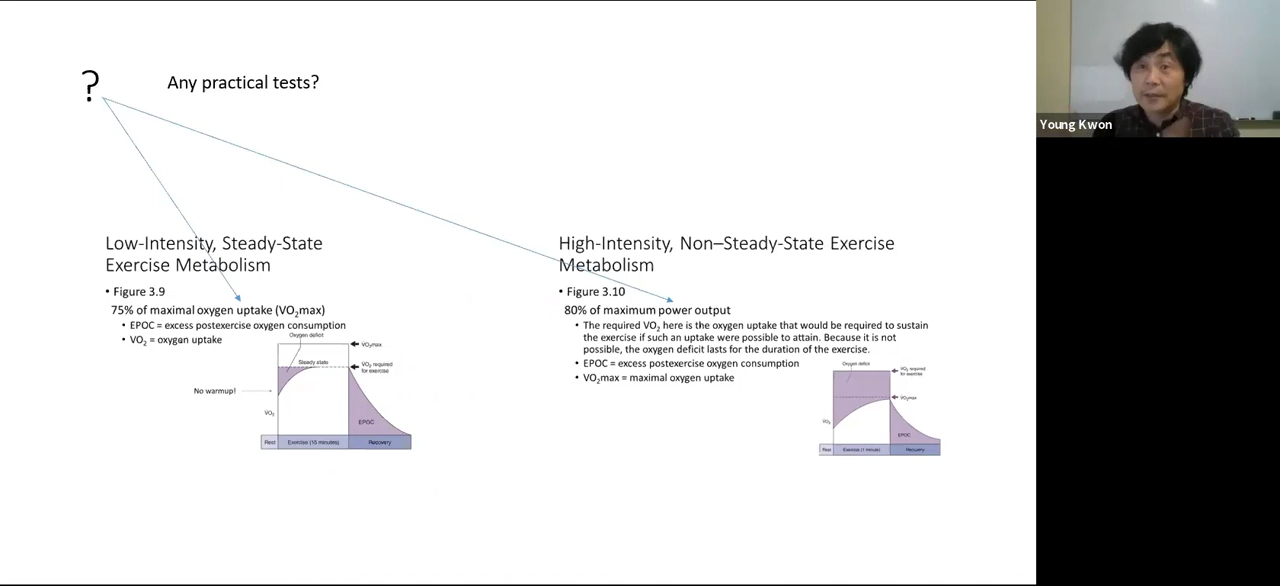 ?
Any practical tests?
Young Kwon
Low-Intensity, Steady-State
Exercise Metabolism
• Figure 3.9
75% of maximal oxygen uptake (VO2max)
• EPOC = excess postexercise oxygen consumption
• VO2 = oxygen uptake
Oxygen deficit
VO2max
Steady state
VO2 required
for exercise
No warmup!
VO2
EPOC
Rest
Exercise (15 minutes)
Recovery
High-Intensity, Non–Steady-State Exercise
Metabolism
• Figure 3.10
80% of maximum power output
• The required VO2 here is the oxygen uptake that would be required to sustain
the exercise if such an uptake were possible to attain. Because it is not
possible, the oxygen deficit lasts for the duration of the exercise.
• EPOC = excess postexercise oxygen consumption
• VO2max = maximal oxygen uptake
Oxygen deficit
VO2 required
for exercise
VO2max
VO2
EPOC
Rest
Exercise (1 minute)
Recovery